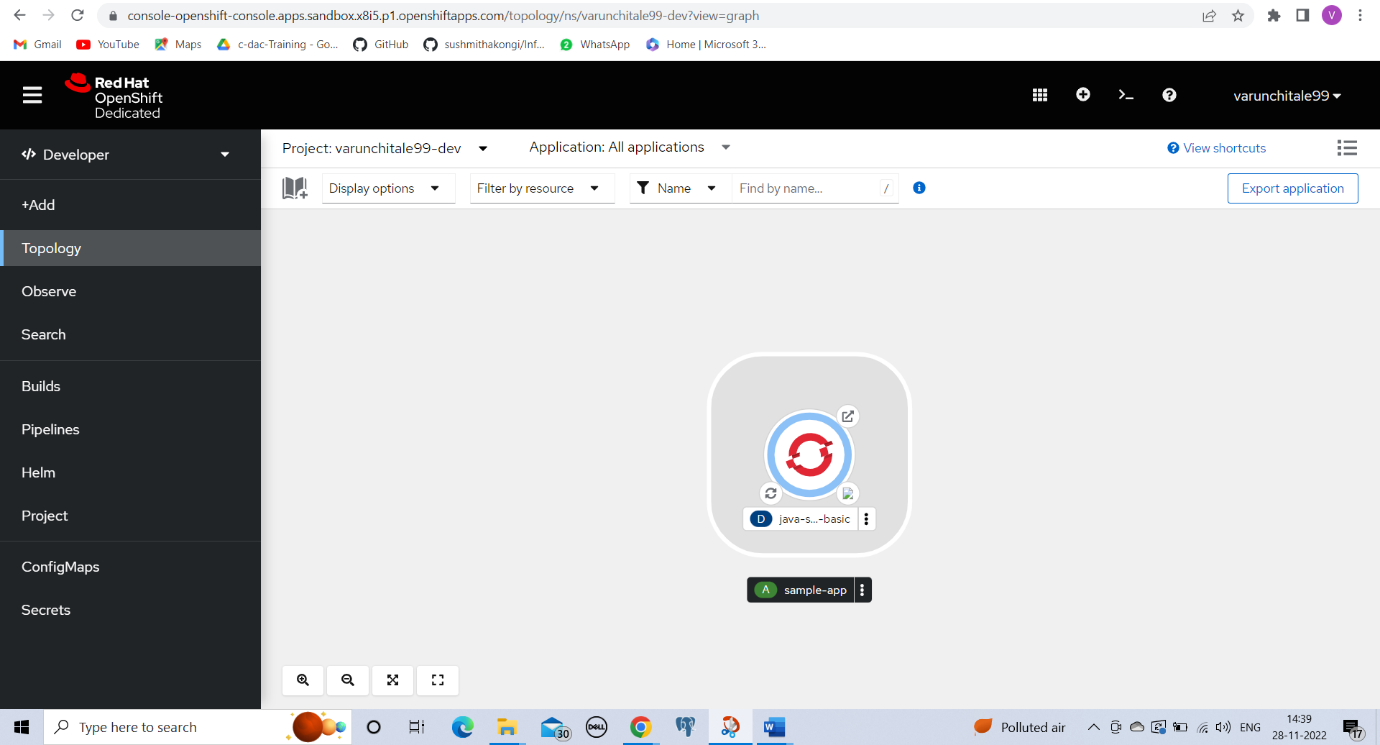 console-openshift-console.apps.sandbox.x8i5.p1.openshiftapps.com/topology/ns/varunchitale99-dev?view=graph
V
Gmail YouTube Maps c-dac-Training - Go... GitHub sushmithakongi/Inf... 2 WhatsApp Home | Microsoft 3...
Red Hat
OpenShift
Dedicated
varunchitale99
Developer
Project: varunchitale99-dev Application: All applications View shortcuts
Display options Filter by resource Name Find by name... / Export application
+Add
Topology
Observe
Search
Builds
Pipelines
Helm
Project
ConfigMaps
Secrets
D java-s...-basic
A sample-app
Type here to search
30
DELL
W
Polluted air
ENG
14:39
28-11-2022
17